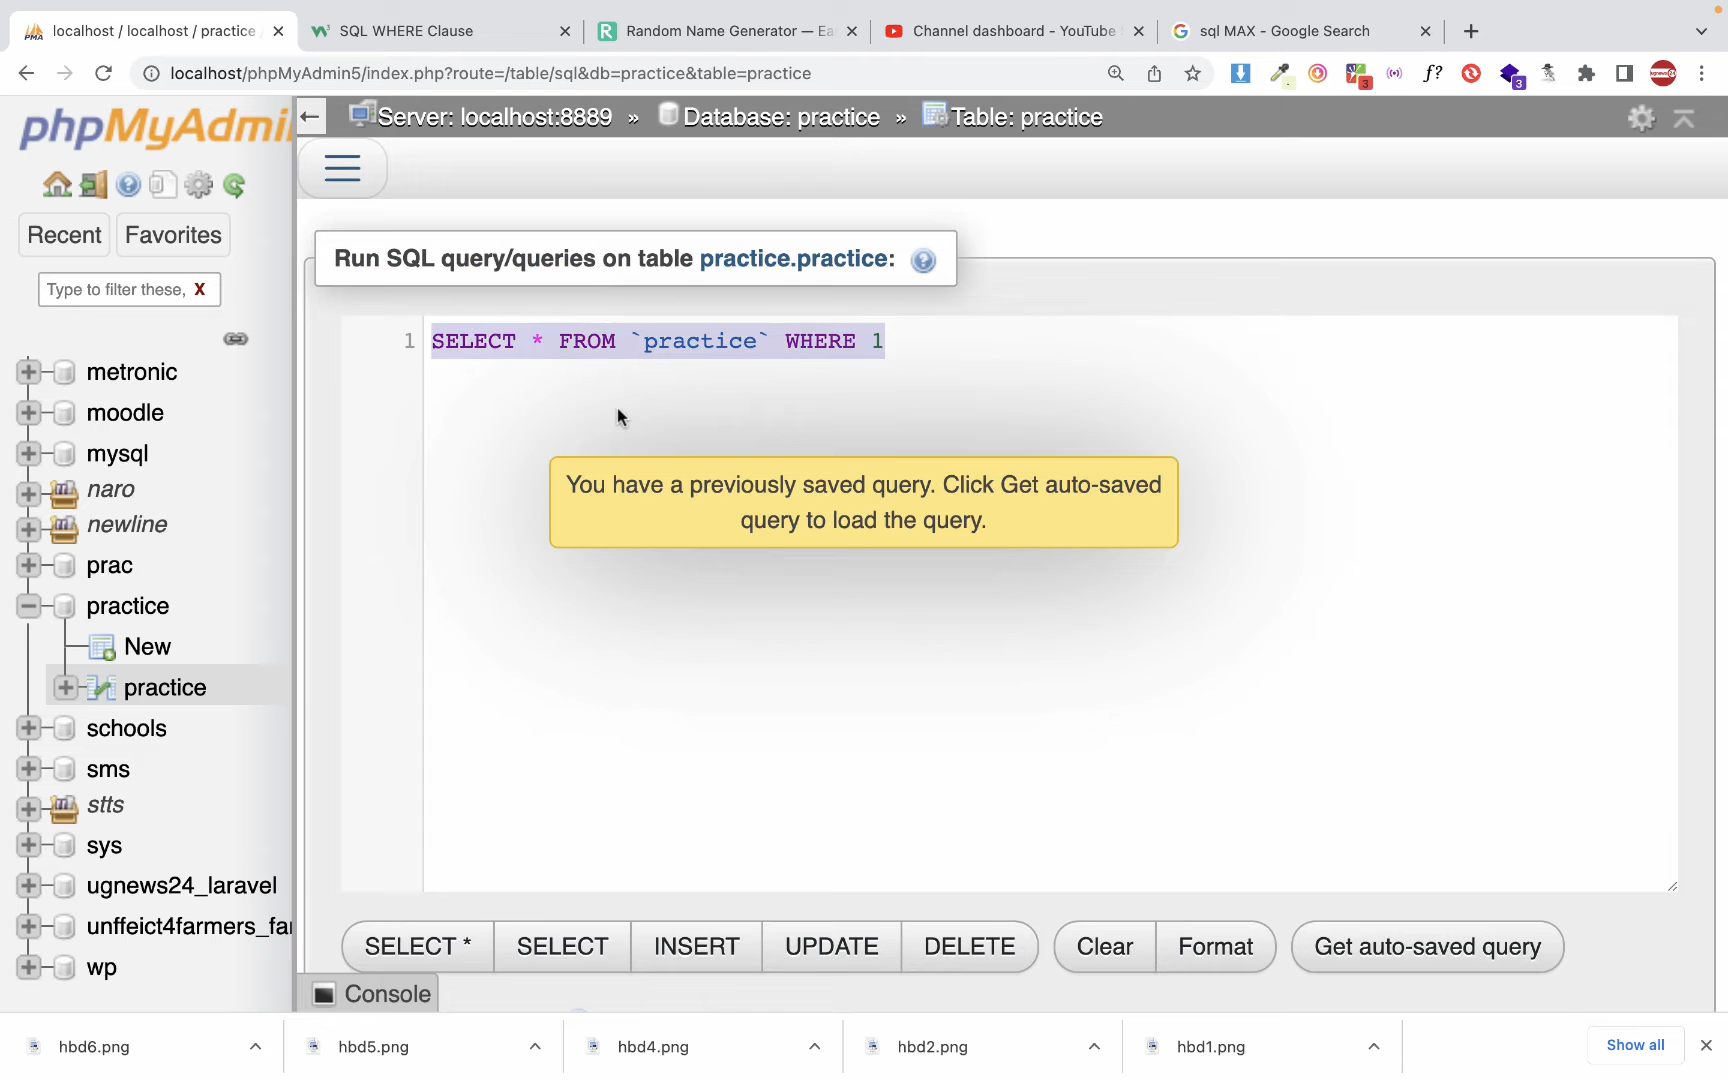 localhost / localhost / practice
SQL WHERE Clause
Random Name Generator — Ea
Channel dashboard - YouTube
sql MAX - Google Search
localhost/phpMyAdmin5/index.php?route=/table/sql&db=practice&table=practice
f?
3
3
phpMyAdmi
Server: localhost:8889 » Database: practice » Table: practice
Recent
Favorites
Type to filter these, X
Run SQL query/queries on table practice.practice:
1
SELECT * FROM `practice` WHERE 1
You have a previously saved query. Click Get auto-saved
query to load the query.
metronic
moodle
mysql
naro
newline
prac
practice
New
practice
schools
sms
stts
sys
ugnews24_laravel
unffeict4farmers_far
wp
SELECT *
SELECT
INSERT
UPDATE
DELETE
Clear
Format
Get auto-saved query
Console
hbd6.png
hbd5.png
hbd4.png
hbd2.png
hbd1.png
Show all